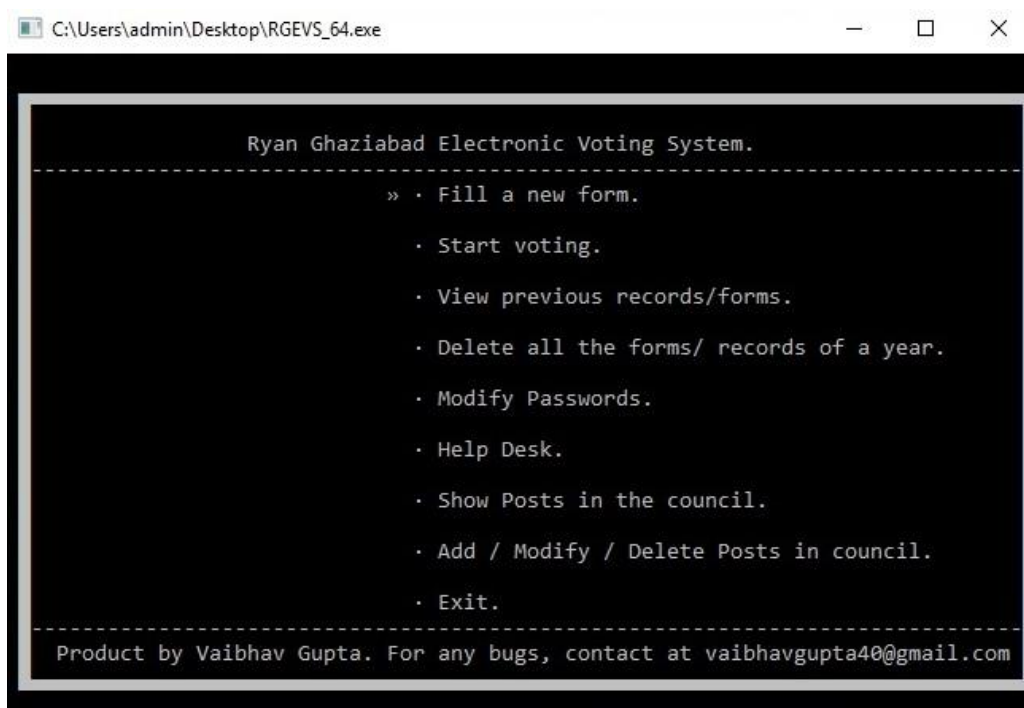 C:\Users\admin\Desktop\RGEVS_64.exe
Ryan Ghaziabad Electronic Voting System.
» · Fill a new form.
· Start voting.
· View previous records/forms.
· Delete all the forms/ records of a year.
· Modify Passwords.
· Help Desk.
· Show Posts in the council.
· Add / Modify / Delete Posts in council.
· Exit.
Product by Vaibhav Gupta. For any bugs, contact at vaibhavgupta40@gmail.com